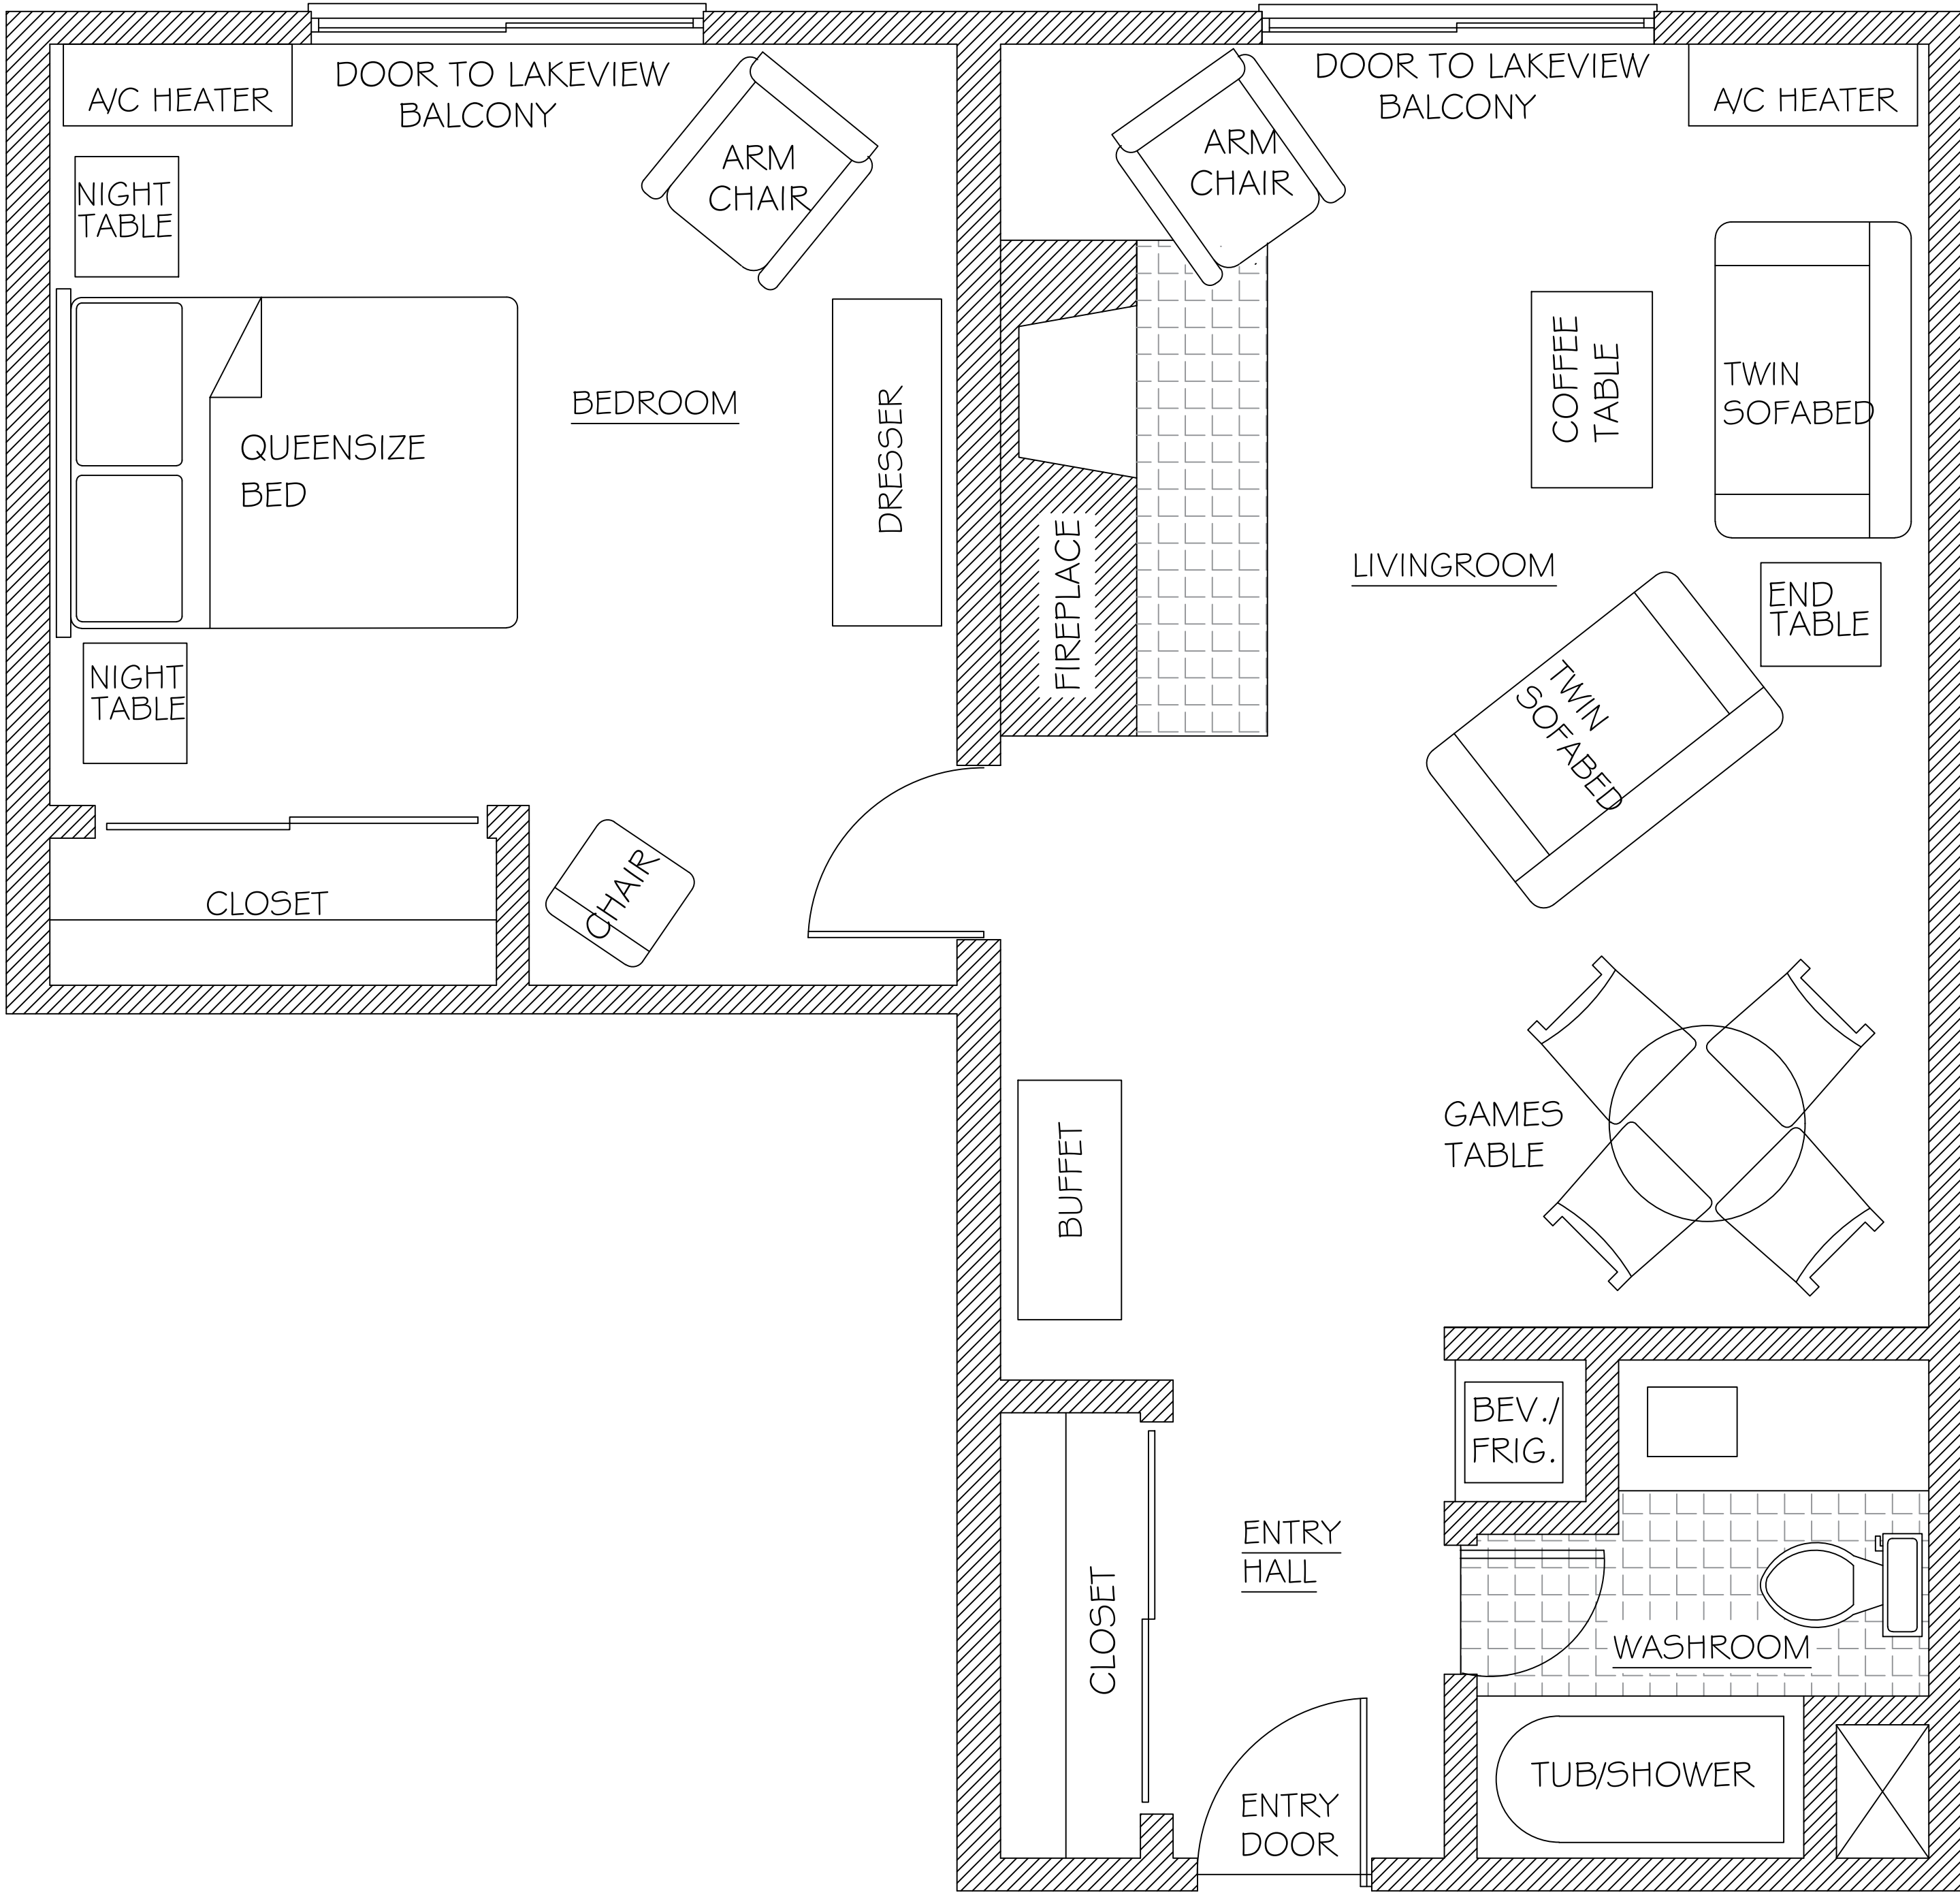 A/C HEATER
DOOR TO LAKEVIEW
BALCONY
ARM
CHAIR
NIGHT
TABLE
BEDROOM
QUEENSIZE
BED
DRESSER
NIGHT
TABLE
CLOSET
CHAIR
DOOR TO LAKEVIEW
BALCONY
A/C HEATER
ARM
CHAIR
COFFEE
TABLE
TWIN
SOFABED
FIREPLACE
LIVINGROOM
END
TABLE
TWIN
SOFABED
GAMES
TABLE
BUFFET
BEV./
FRIG.
ENTRY
HALL
CLOSET
WASHROOM
TUB/SHOWER
ENTRY
DOOR